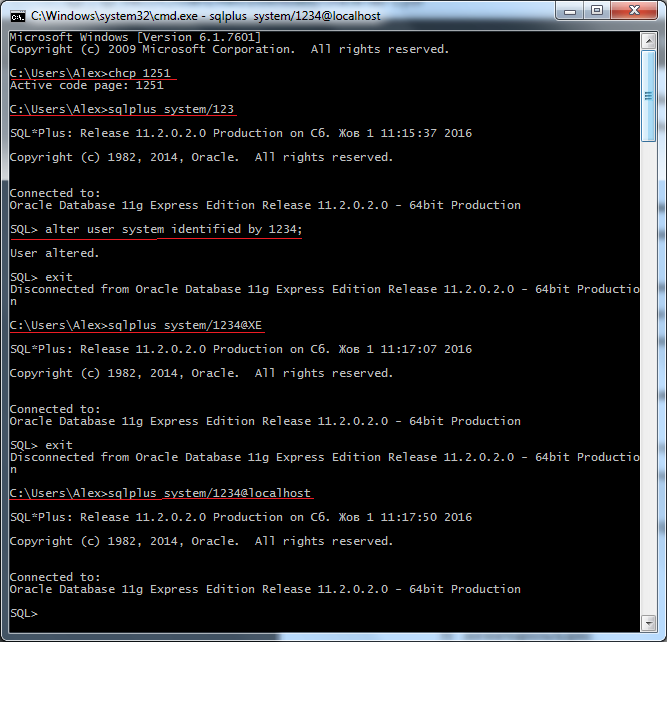 C:\Windows\system32\cmd.exe - sqlplus  system/1234@localhost
Microsoft Windows [Version 6.1.7601]
Copyright (c) 2009 Microsoft Corporation.  All rights reserved.
C:\Users\Alex>chcp 1251
Active code page: 1251
C:\Users\Alex>sqlplus system/123
SQL*Plus: Release 11.2.0.2.0 Production on Сб. Жов 1 11:15:37 2016
Copyright (c) 1982, 2014, Oracle.  All rights reserved.
Connected to:
Oracle Database 11g Express Edition Release 11.2.0.2.0 - 64bit Production
SQL> alter user system identified by 1234;
User altered.
SQL> exit
Disconnected from Oracle Database 11g Express Edition Release 11.2.0.2.0 - 64bit Productio
n
C:\Users\Alex>sqlplus system/1234@XE
SQL*Plus: Release 11.2.0.2.0 Production on Сб. Жов 1 11:17:07 2016
Copyright (c) 1982, 2014, Oracle.  All rights reserved.
Connected to:
Oracle Database 11g Express Edition Release 11.2.0.2.0 - 64bit Production
SQL> exit
Disconnected from Oracle Database 11g Express Edition Release 11.2.0.2.0 - 64bit Productio
n
C:\Users\Alex>sqlplus system/1234@localhost
SQL*Plus: Release 11.2.0.2.0 Production on Сб. Жов 1 11:17:50 2016
Copyright (c) 1982, 2014, Oracle.  All rights reserved.
Connected to:
Oracle Database 11g Express Edition Release 11.2.0.2.0 - 64bit Production
SQL>